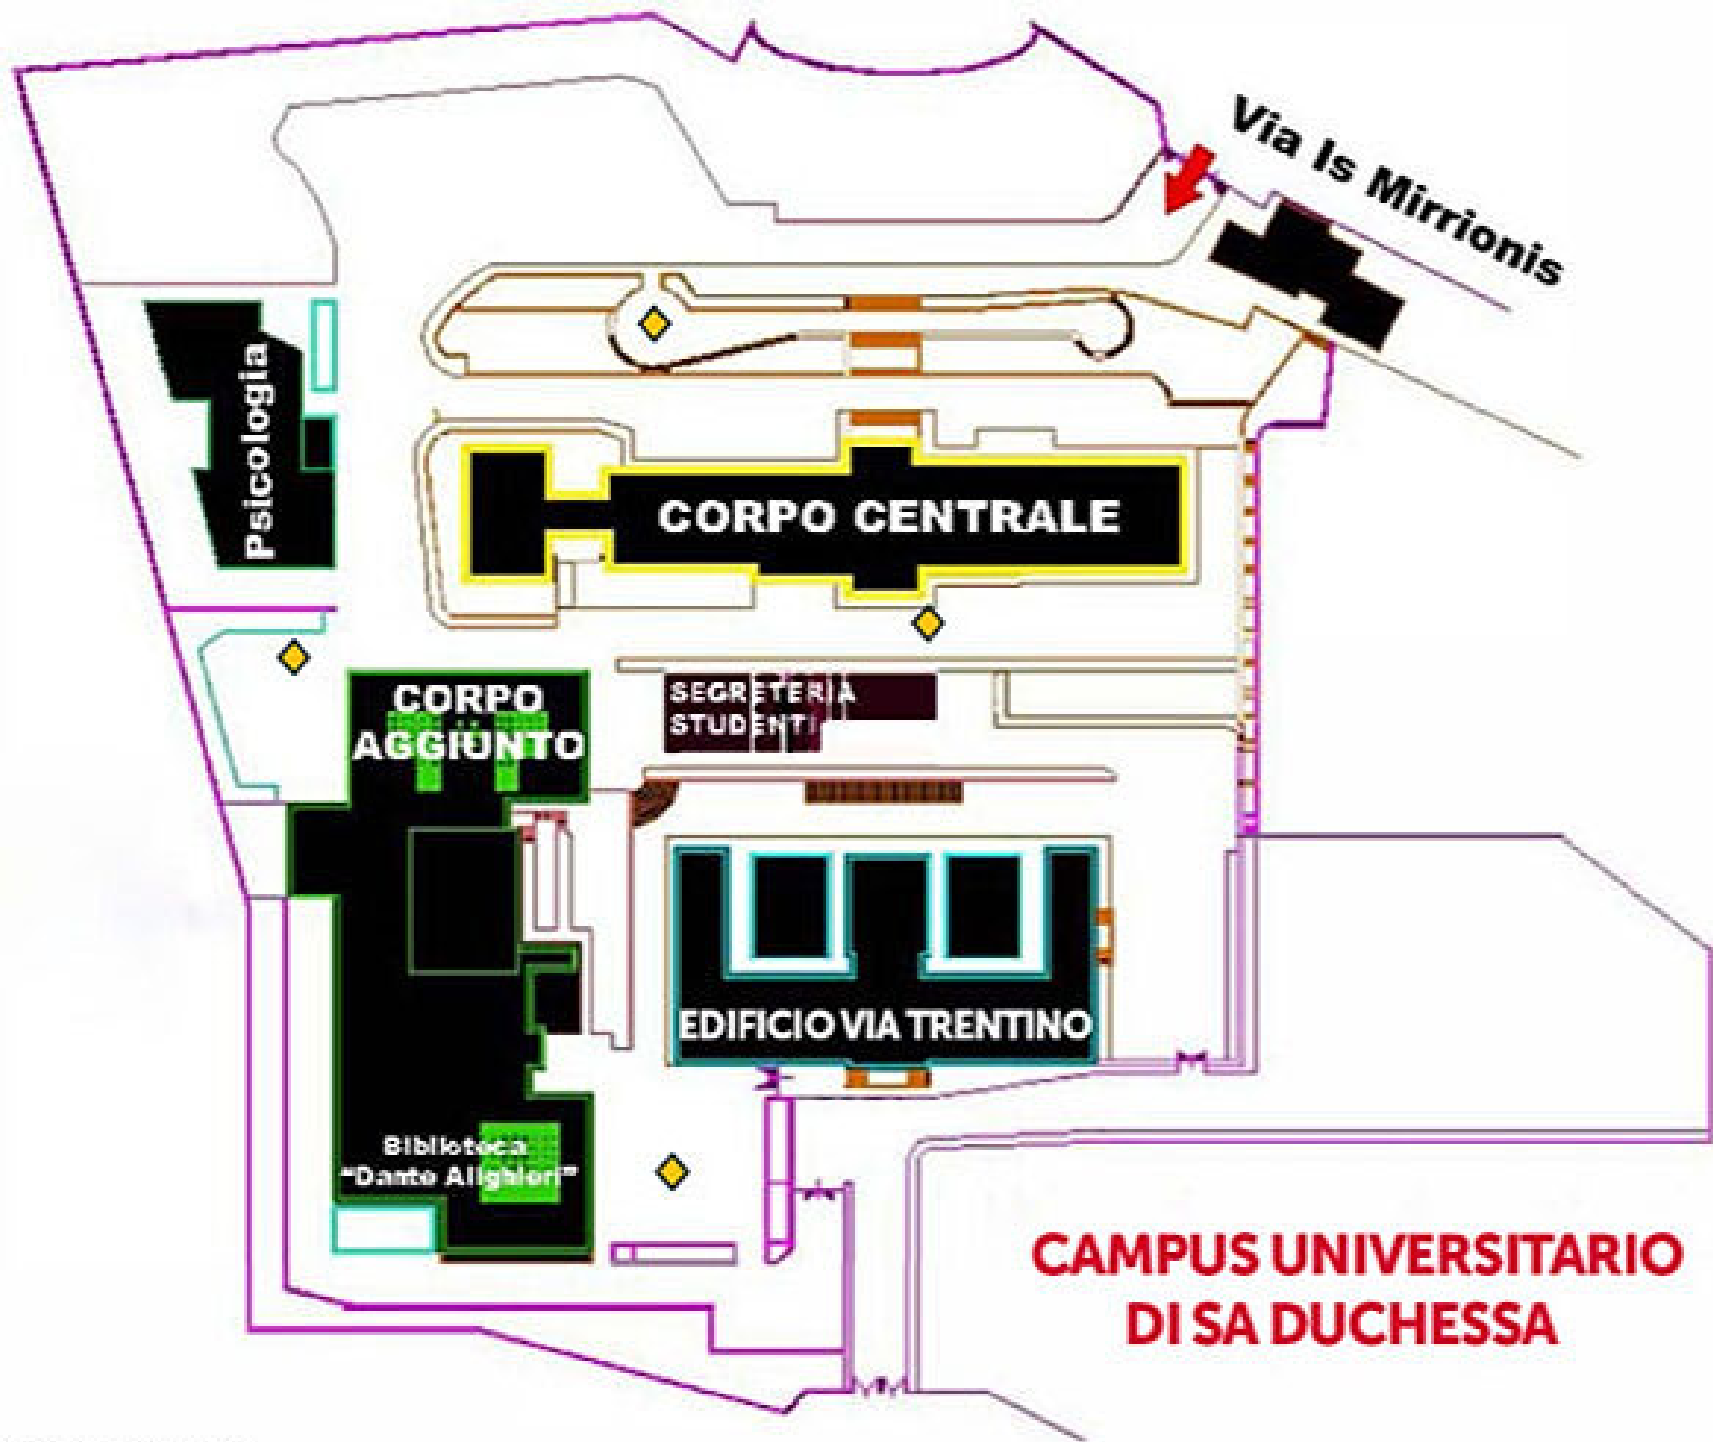 Via Is Mirrionis
Psicologia
CORPO CENTRALE
CORPO
AGGIUNTO
SEGRETERIA
STUDENTI
EDIFICIO VIA TRENTINO
Biblioteca
"Dante Alighieri"
CAMPUS UNIVERSITARIO
DI SA DUCHESSA